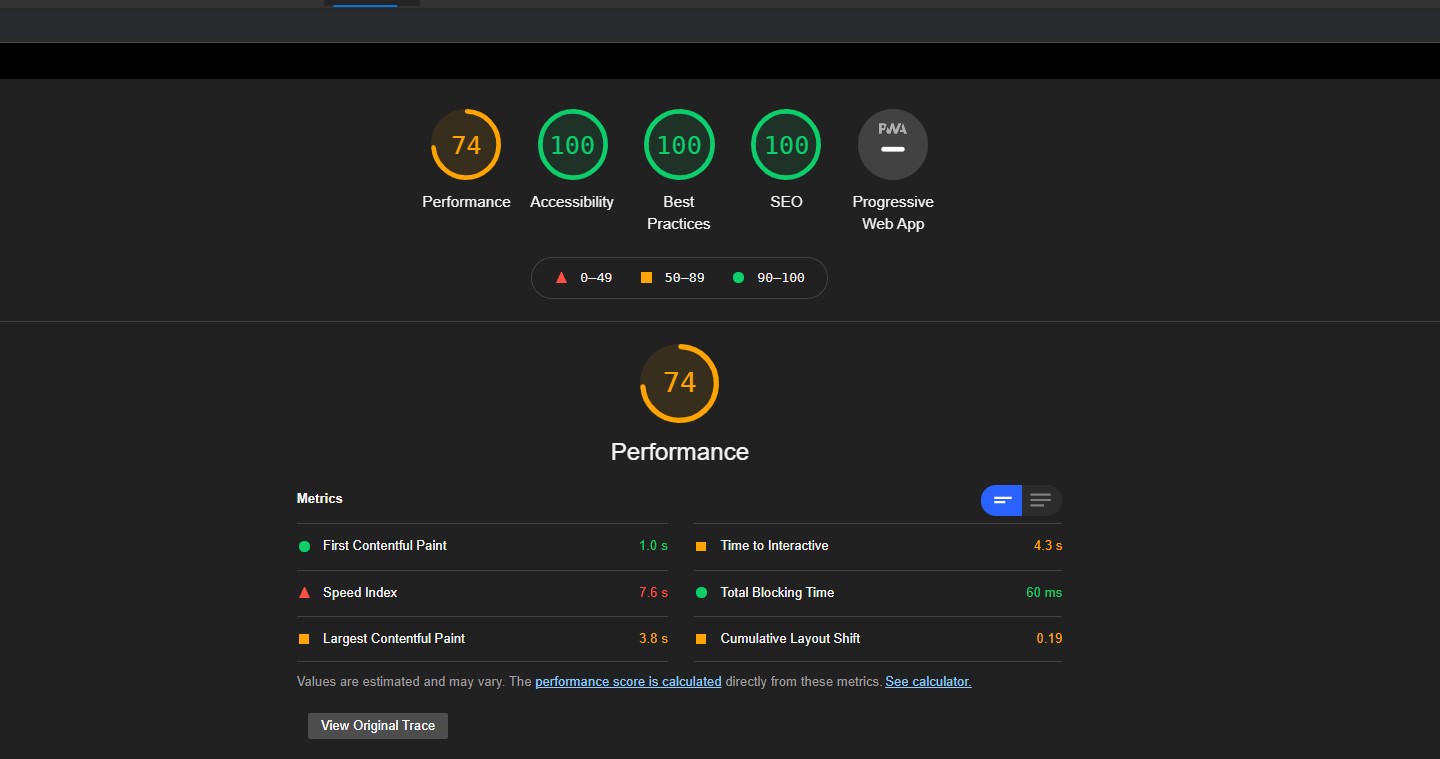 74 100 100 100 PWA
Performance Accessibility Best Practices SEO Progressive Web App
0–49 50–89 90–100
74
Performance
Metrics
First Contentful Paint 1.0 s
Time to Interactive 4.3 s
Speed Index 7.6 s
Total Blocking Time 60 ms
Largest Contentful Paint 3.8 s
Cumulative Layout Shift 0.19
Values are estimated and may vary. The performance score is calculated directly from these metrics. See calculator.
View Original Trace